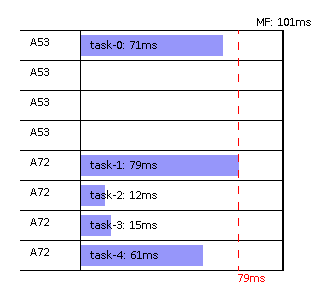 MF: 101ms
A53 task-0: 71ms
A53
A53
A53
A72 task-1: 79ms
A72 task-2: 12ms
A72 task-3: 15ms
A72 task-4: 61ms
79ms